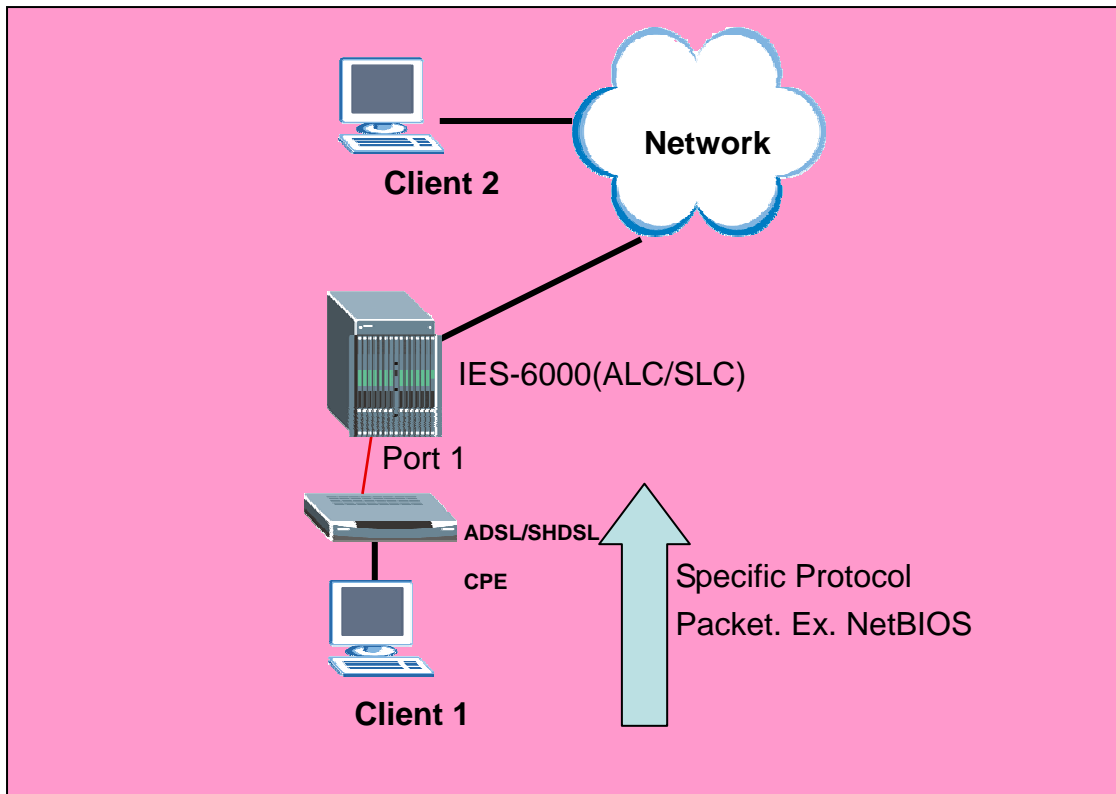 Network
Client 2
IES-6000(ALC/SLC)
Port 1
ADSL/SHDSL
CPE
Specific Protocol
Packet. Ex. NetBIOS
Client 1